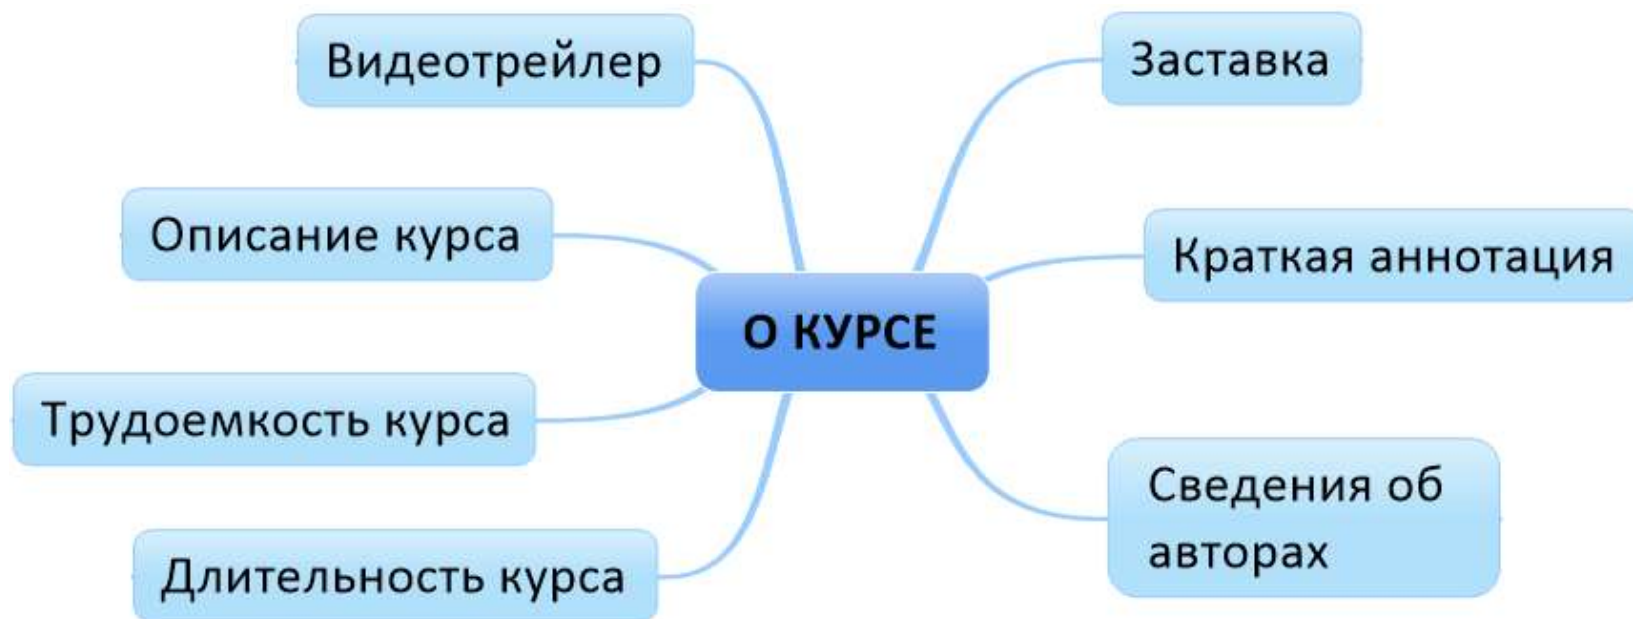 Видеотрейлер
Заставка
Описание курса
Краткая аннотация
О КУРСЕ
Трудоемкость курса
Сведения об
авторах
Длительность курса